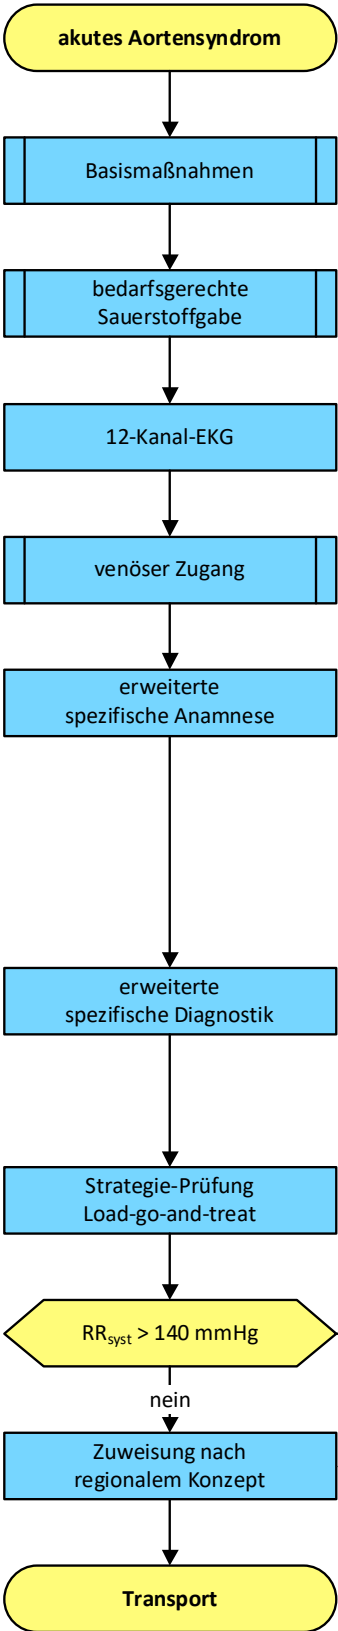 akutes Aortensyndrom
Basismaßnahmen
bedarfsgerechte
Sauerstoffgabe
12-Kanal-EKG
venöser Zugang
erweiterte
spezifische Anamnese
erweiterte
spezifische Diagnostik
Strategie-Prüfung
Load-go-and-treat
RRsyst > 140 mmHg
nein
Zuweisung nach
regionalem Konzept
Transport